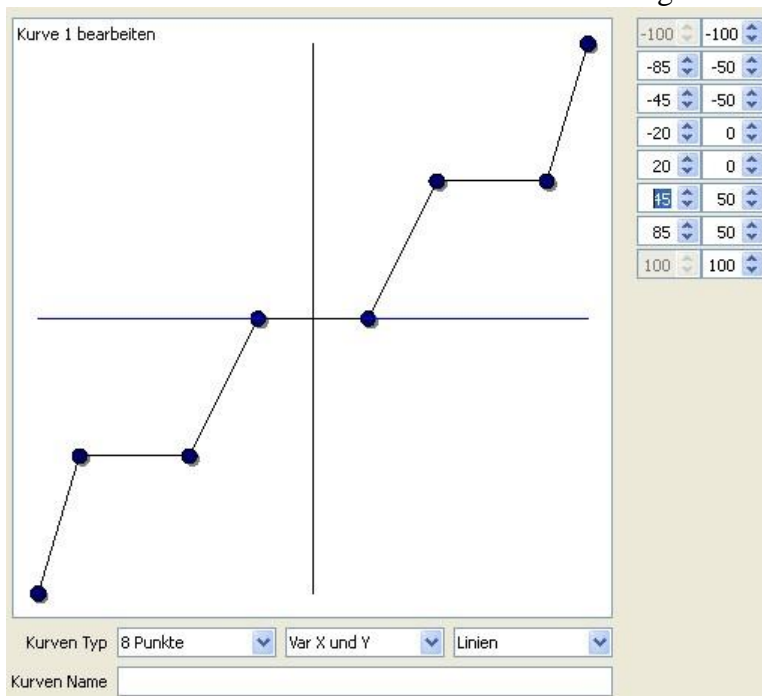 Kurve 1 bearbeiten
-100 -100
-85 -50
-45 -50
-20 0
20 0
45 50
85 50
100 100
Kurven Typ 8 Punkte Var X und Y Linien
Kurven Name